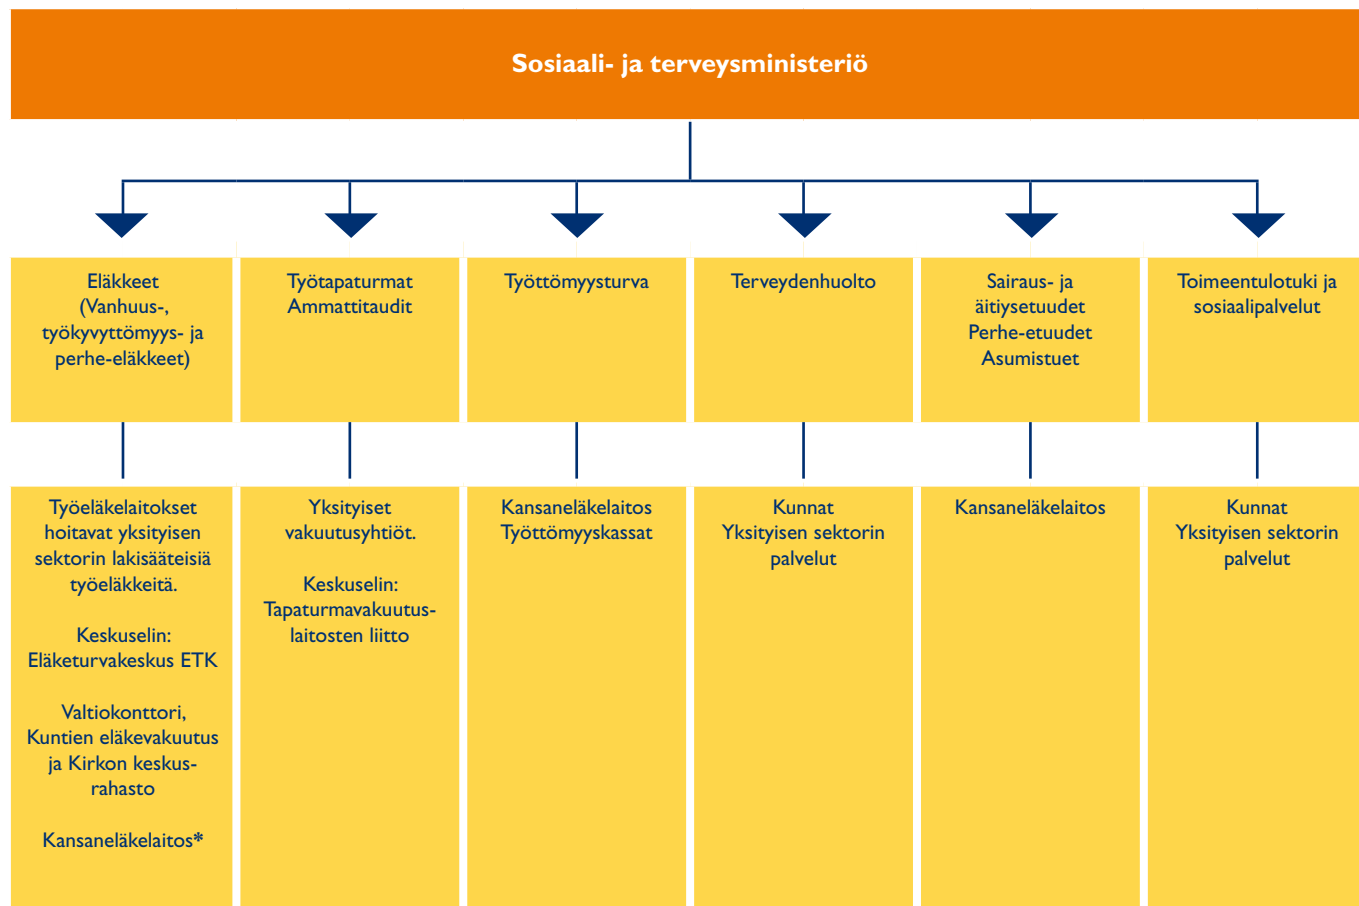 Sosiaali- ja terveysministeriö
Eläkkeet
(Vanhuus-,
työkyvyttömyys- ja
perhe-eläkkeet)
Työtapaturmat
Ammattitaudit
Työttömyysturva
Terveydenhuolto
Sairaus- ja
äitiysetuudet
Perhe-etuudet
Asumistuet
Toimeentulotuki ja
sosiaalipalvelut
Työeläkelaitokset
hoitavat yksityisen
sektorin lakisääteisiä
työeläkkeitä.
Keskuselin:
Eläketurvakeskus ETK
Valtiokonttori,
Kuntien eläkevakuutus
ja Kirkon keskus-
rahasto
Kansaneläkelaitos*
Yksityiset
vakuutusyhtiöt.
Keskuselin:
Tapaturmavakuutus-
laitosten liitto
Kansaneläkelaitos
Työttömyyskassat
Kunnat
Yksityisen sektorin
palvelut
Kansaneläkelaitos
Kunnat
Yksityisen sektorin
palvelut